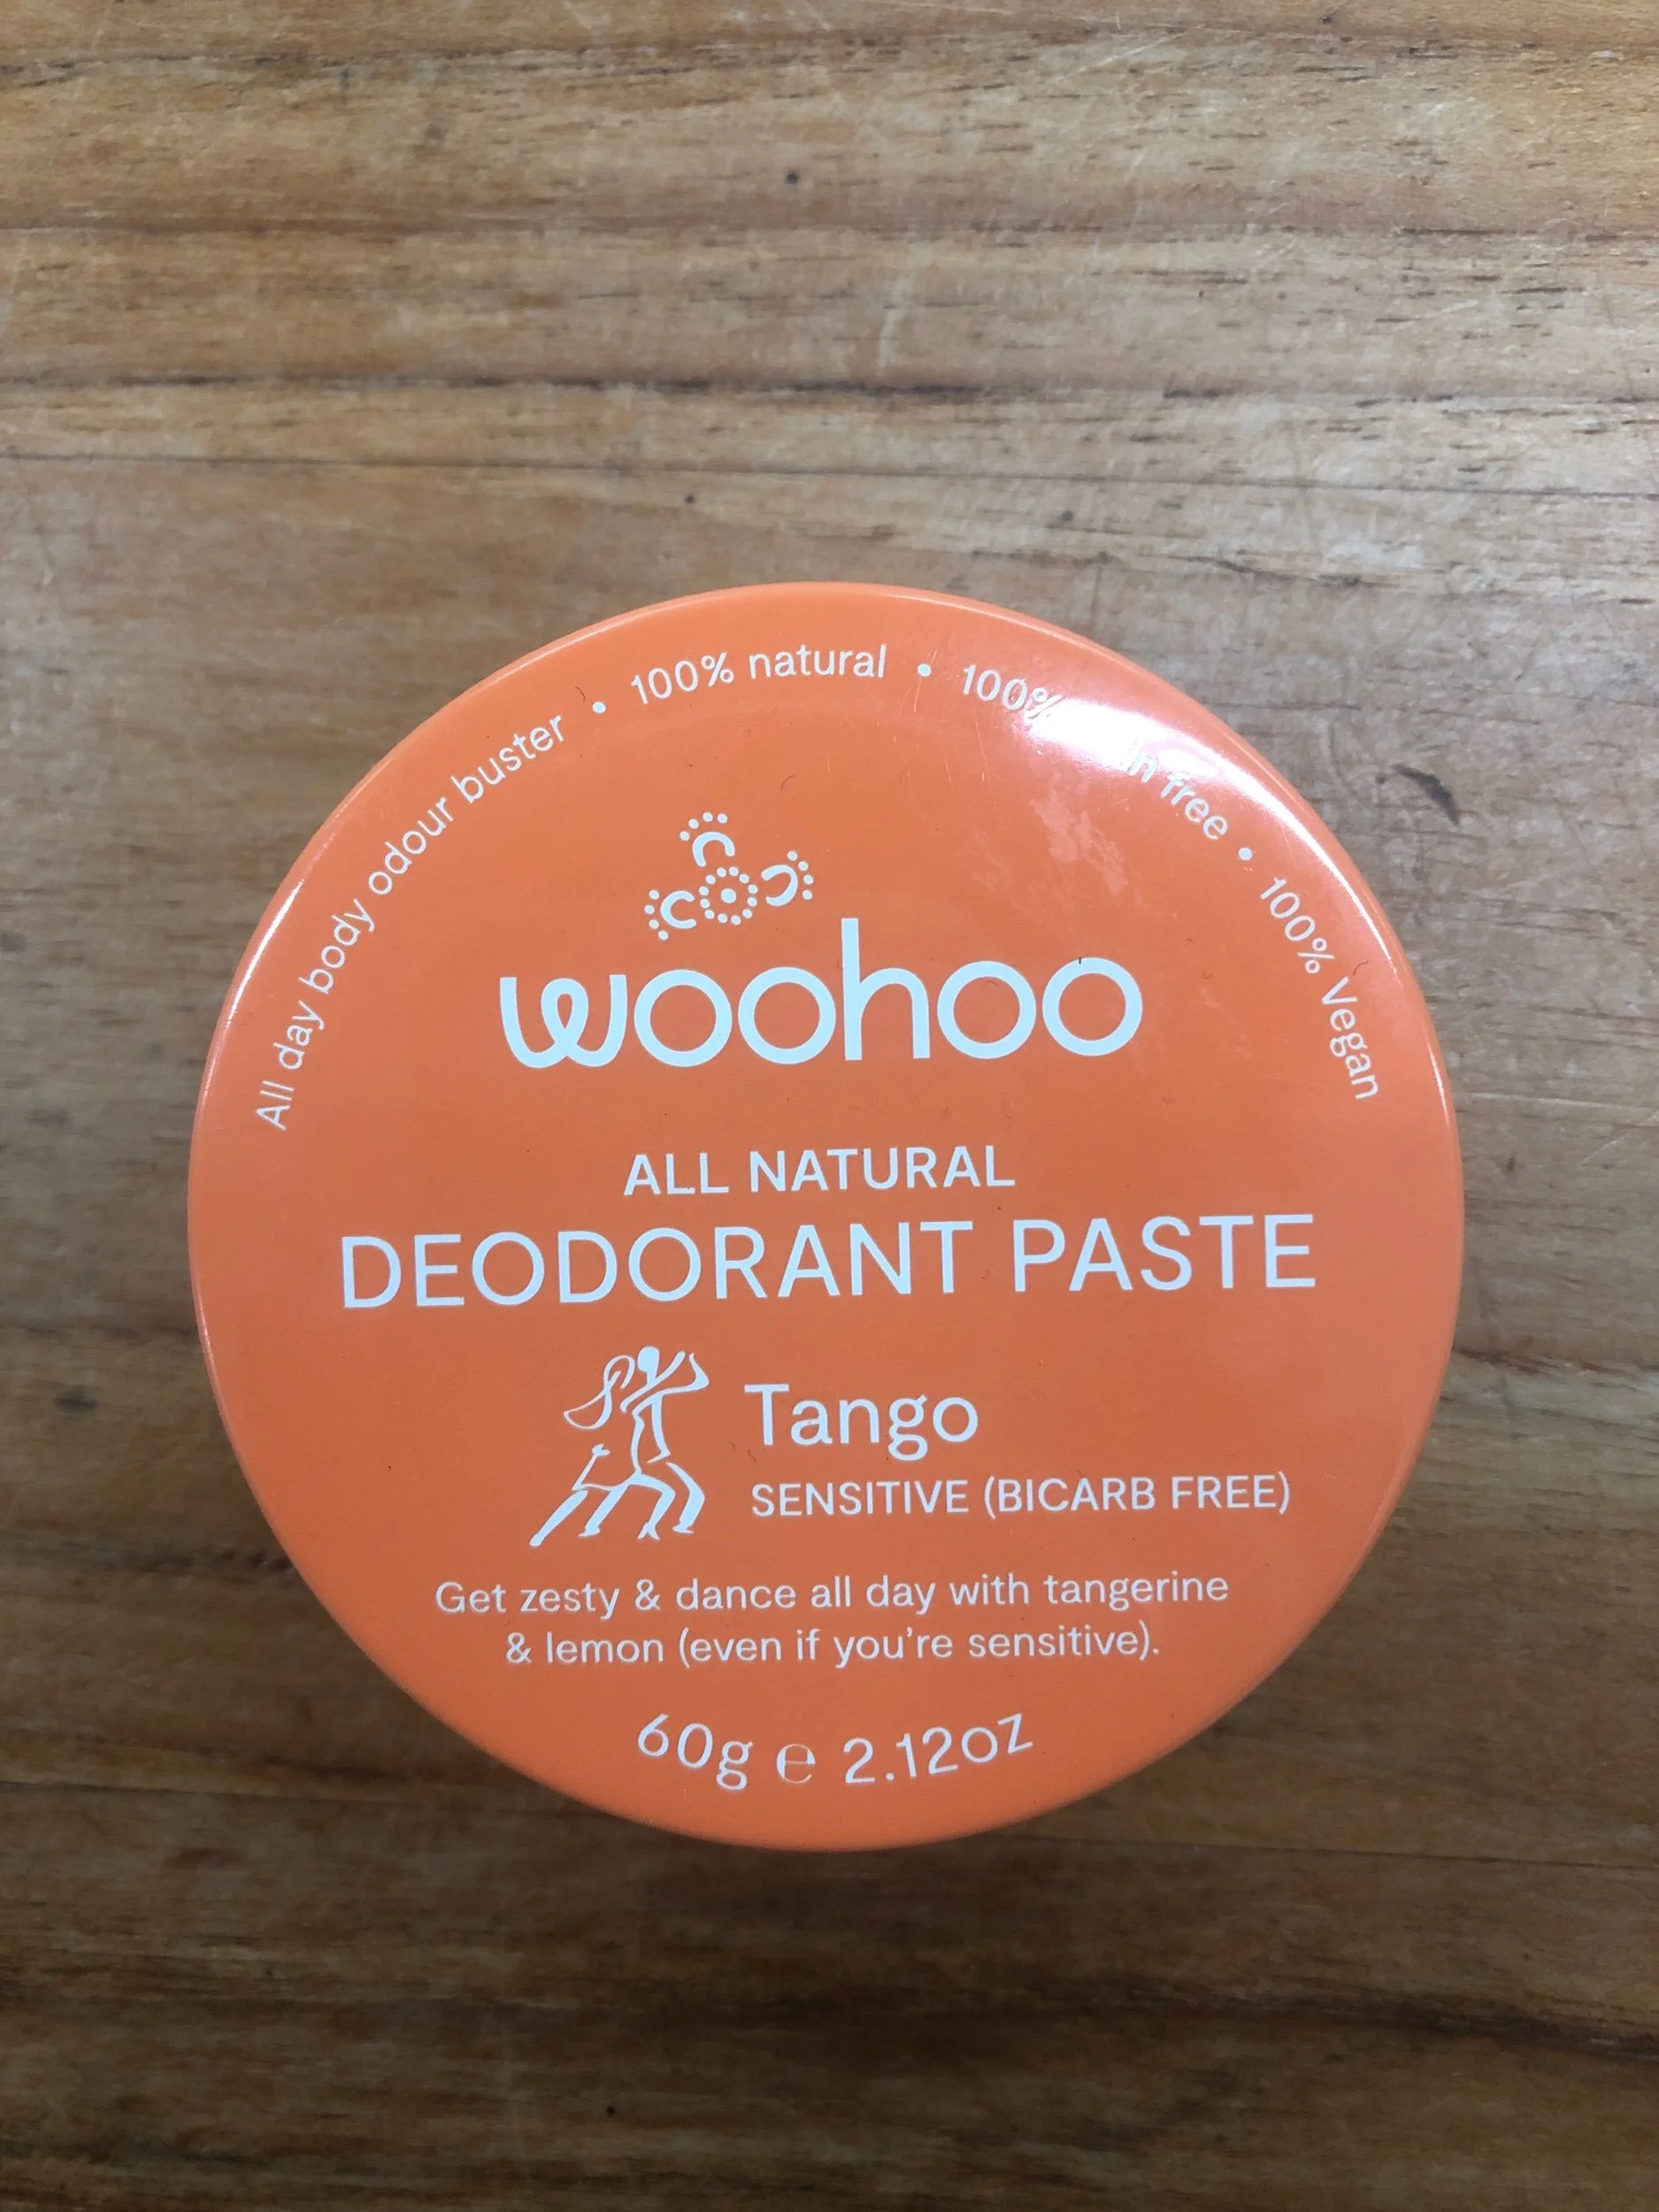 All day body odour buster • 100% natural • 100% free • 100% Vegan
woohoo
ALL NATURAL
DEODORANT PASTE
Tango
SENSITIVE (BICARB FREE)
Get zesty & dance all day with tangerine
& lemon (even if you're sensitive).
60g e 2.12oz